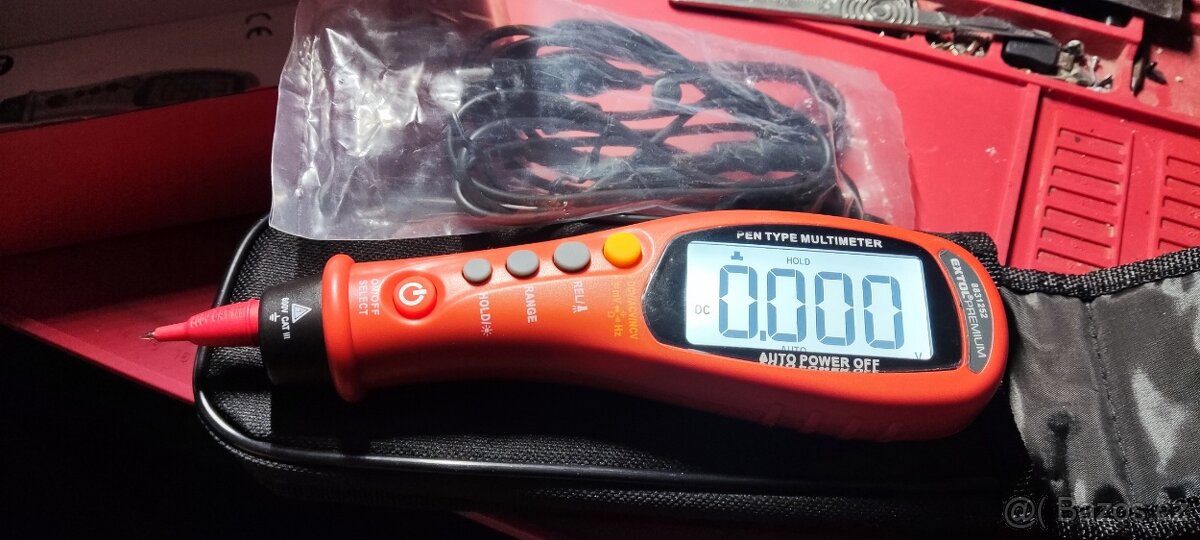 CE
PEN TYPE MULTIMETER
HOLD
0.000
DC
AUTO
V
AUTO POWER OFF
EXTOL PREMIUM
8831252
ON/OFF
SELECT
HOLD
RANGE
REL
Hz
600V CAT III
@( Bazos.cz